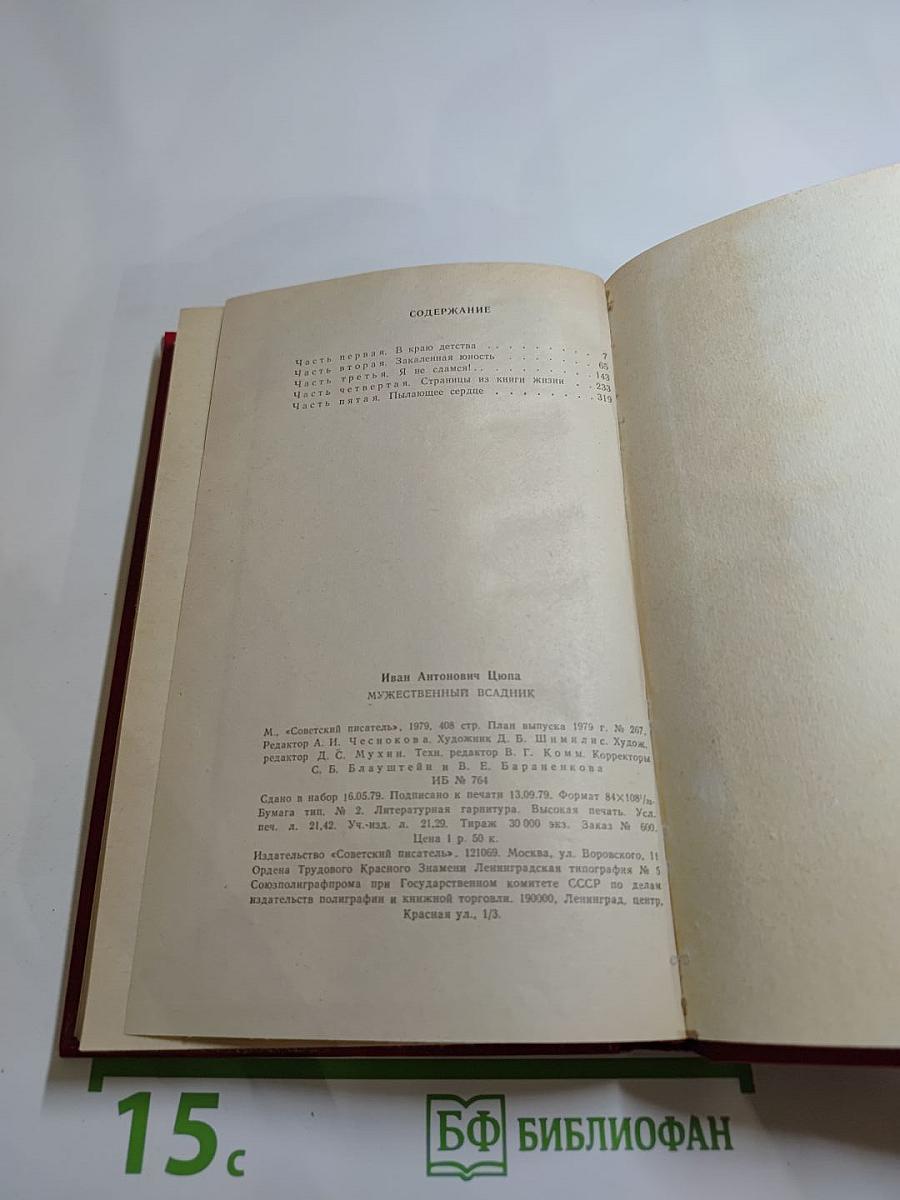 СОДЕРЖАНИЕ
Часть первая. В краю детства . . . . . . . . . 7
Часть вторая. Закаленная юность . . . . . . . 65
Часть третья. Я не сдамся! . . . . . . . . . 143
Часть четвертая. Страницы из книги жизни . . 233
Часть пятая. Пылающее сердце . . . . . . . . 319
Иван Антонович Цюпа
МУЖЕСТВЕННЫЙ ВСАДНИК
М., «Советский писатель», 1979, 408 стр. План выпуска 1979 г. № 267.
Редактор А. И. Чеснокова. Художник Д. Б. Шимилис. Худож.
редактор Д. С. Мухин. Техн. редактор В. Г. Комм. Корректоры
С. Б. Блауштейн и В. Е. Бараненкова
ИБ № 764
Сдано в набор 16.05.79. Подписано к печати 13.09.79. Формат 84×108¹/
Бумага тип. № 2. Литературная гарнитура. Высокая печать. Усл.
печ. л. 21,42. Уч.-изд. л. 21,29. Тираж 30 000 экз. Заказ № 600.
Цена 1 р. 50 к.
Издательство «Советский писатель», 121069. Москва, ул. Воровского, 11
Ордена Трудового Красного Знамени Ленинградская типография № 5
Союзполиграфпрома при Государственном комитете СССР по делам
издательств полиграфии и книжной торговли. 190000, Ленинград, центр,
Красная ул., 1/3.
15 с
БФ БИБЛИОФАН